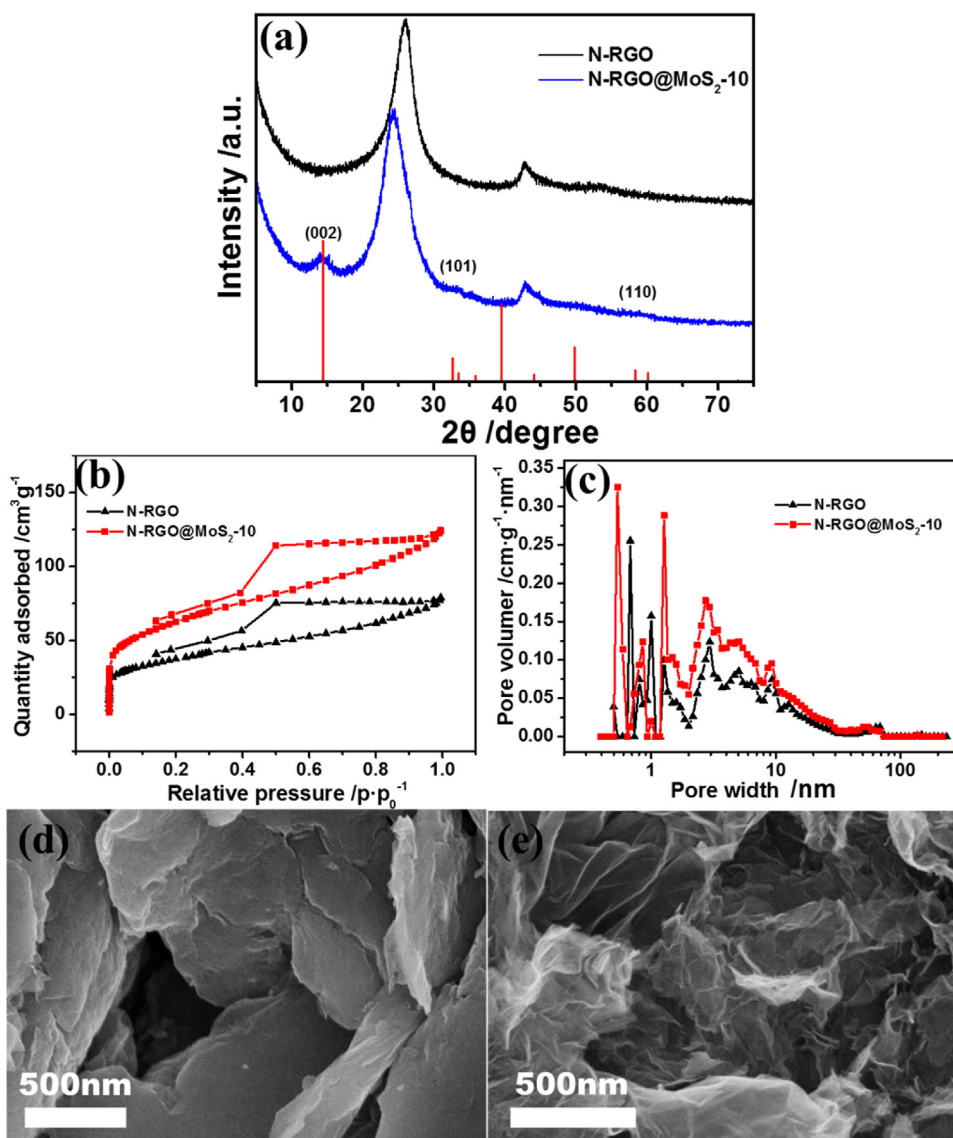 (a)
N-RGO
N-RGO@MoS₂-10
(002)
(101)
(110)
Intensity /a.u.
10 20 30 40 50 60 70
2θ /degree
(b)
N-RGO
N-RGO@MoS₂-10
Quantity adsorbed /cm³g⁻¹
150
100
50
0
0.0 0.2 0.4 0.6 0.8 1.0
Relative pressure /p·p₀⁻¹
(c)
N-RGO
N-RGO@MoS₂-10
Pore volumer /cm·g⁻¹·nm⁻¹
0.35
0.30
0.25
0.20
0.15
0.10
0.05
0.00
1 10 100
Pore width /nm
(d)
500nm
(e)
500nm